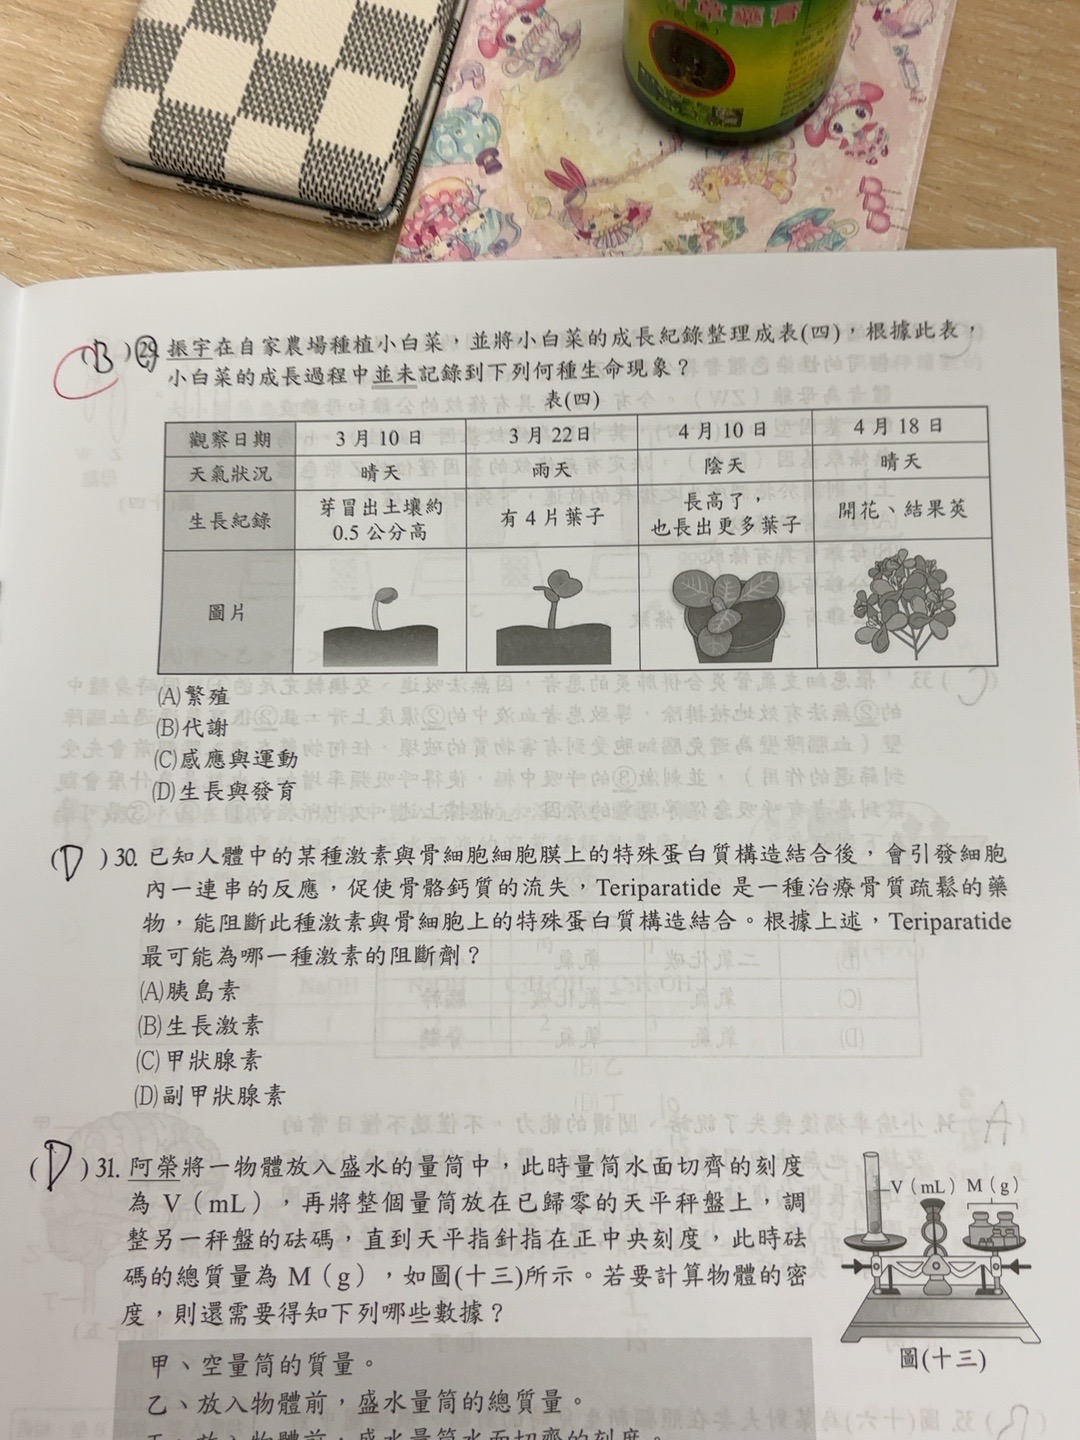 草藥膏
(B)29. 振宇在自家農場種植小白菜，並將小白菜的成長紀錄整理成表(四)，根據此表，
小白菜的成長過程中並未記錄到下列何種生命現象？
表(四)
觀察日期 3月10日 3月22日 4月10日 4月18日
天氣狀況 晴天 雨天 陰天 晴天
生長紀錄 芽冒出土壤約 0.5公分高 有4片葉子 長高了， 也長出更多葉子 開花、結果莢
圖片
(A)繁殖
(B)代謝
(C)感應與運動
(D)生長與發育
(D)30. 已知人體中的某種激素與骨細胞細胞膜上的特殊蛋白質構造結合後，會引發細胞
內一連串的反應，促使骨骼鈣質的流失，Teriparatide 是一種治療骨質疏鬆的藥
物，能阻斷此種激素與骨細胞上的特殊蛋白質構造結合。根據上述，Teriparatide
最可能為哪一種激素的阻斷劑？
(A)胰島素
(B)生長激素
(C)甲狀腺素
(D)副甲狀腺素
(D)31. 阿榮將一物體放入盛水的量筒中，此時量筒水面切齊的刻度
為 V（mL），再將整個量筒放在已歸零的天平秤盤上，調
整另一秤盤的砝碼，直到天平指針指在正中央刻度，此時砝
碼的總質量為 M（g），如圖(十三)所示。若要計算物體的密
度，則還需要得知下列哪些數據？
V（mL） M（g）
圖(十三)
甲、空量筒的質量。
乙、放入物體前，盛水量筒的總質量。
丙、放入物體前，盛水量筒水面切齊的刻度。